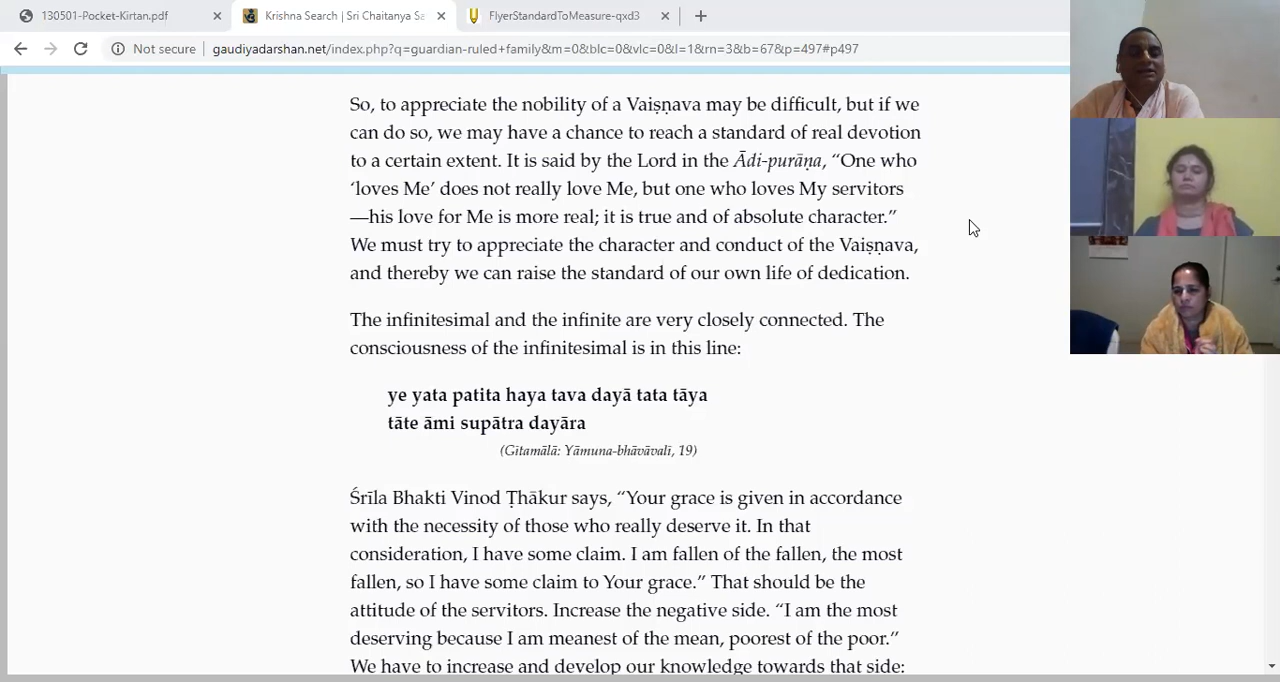 130501-Pocket-Kirtan.pdf
Krishna Search | Sri Chaitanya Sa
FlyerStandardToMeasure-qxd3
Not secure
gaudiyadarshan.net/index.php?q=guardian-ruled+family&m=0&blc=0&vlc=0&l=1&rn=3&b=67&p=497#p497
So, to appreciate the nobility of a Vaiṣṇava may be difficult, but if we
can do so, we may have a chance to reach a standard of real devotion
to a certain extent. It is said by the Lord in the Ādi-purāṇa, “One who
‘loves Me’ does not really love Me, but one who loves My servitors
—his love for Me is more real; it is true and of absolute character.”
We must try to appreciate the character and conduct of the Vaiṣṇava,
and thereby we can raise the standard of our own life of dedication.
The infinitesimal and the infinite are very closely connected. The
consciousness of the infinitesimal is in this line:
ye yata patita haya tava dayā tata tāya
tāte āmi supātra dayāra
(Gītamālā: Yāmuna-bhāvāvalī, 19)
Śrīla Bhakti Vinod Ṭhākur says, “Your grace is given in accordance
with the necessity of those who really deserve it. In that
consideration, I have some claim. I am fallen of the fallen, the most
fallen, so I have some claim to Your grace.” That should be the
attitude of the servitors. Increase the negative side. “I am the most
deserving because I am meanest of the mean, poorest of the poor.”
We have to increase and develop our knowledge towards that side: